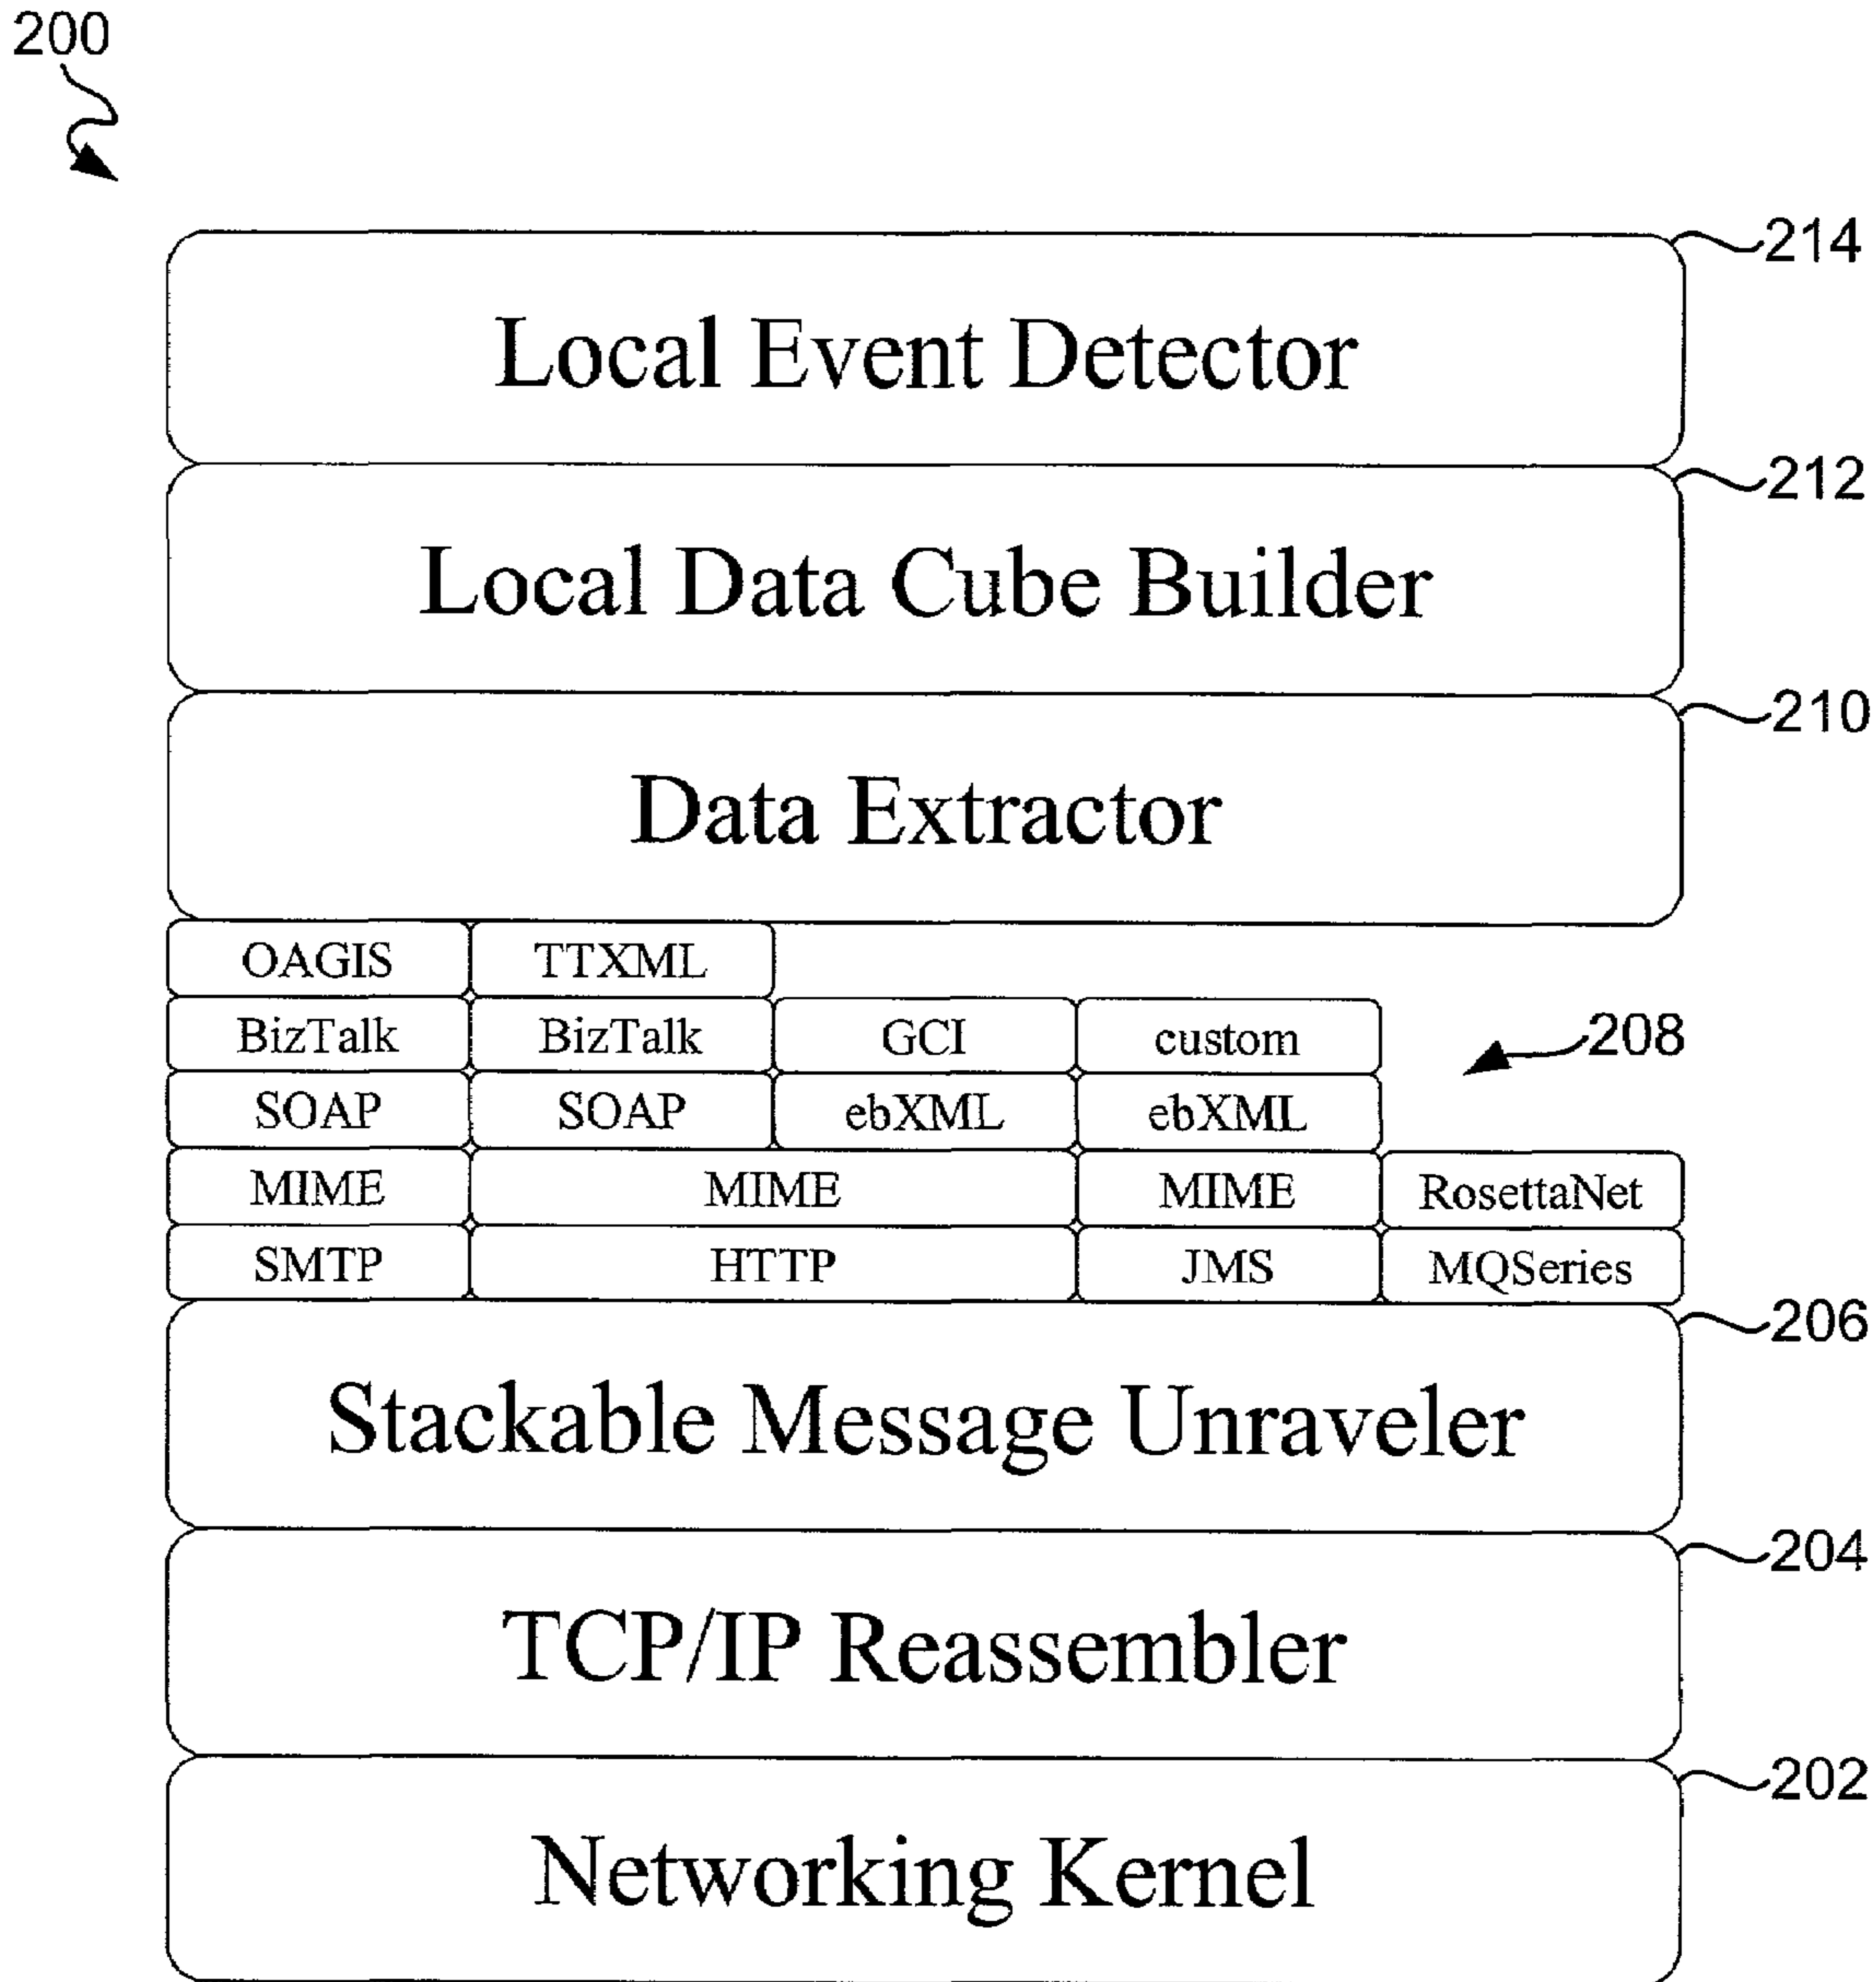 200
214
Local Event Detector
212
Local Data Cube Builder
210
Data Extractor
OAGIS TTXML
BizTalk BizTalk GCI custom
208
SOAP SOAP ebXML ebXML
MIME MIME MIME RosettaNet
SMTP HTTP JMS MQSeries
206
Stackable Message Unraveler
204
TCP/IP Reassembler
202
Networking Kernel